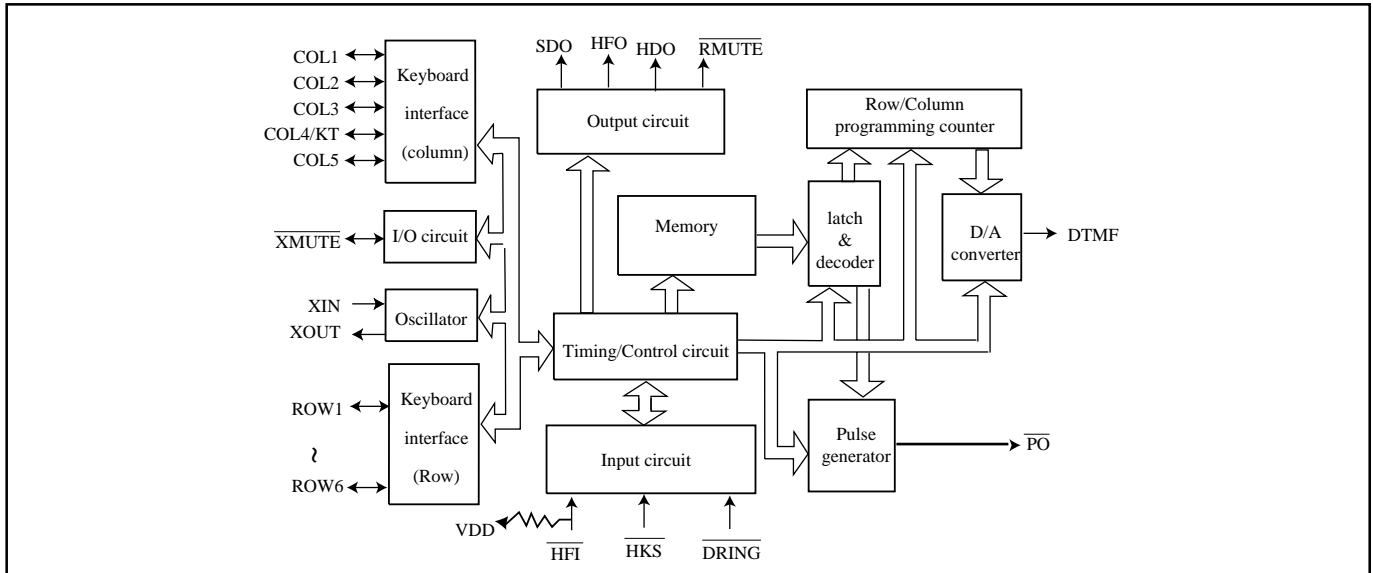 SDO HFO HDO RMUTE
COL1
COL2
COL3
COL4/KT
COL5
Keyboard
interface
(column)
Output circuit
Row/Column
programming counter
XMUTE
I/O circuit
Memory
latch
&
decoder
D/A
converter
DTMF
XIN
XOUT
Oscillator
Timing/Control circuit
ROW1
~
ROW6
Keyboard
interface
(Row)
Input circuit
Pulse
generator
PO
VDD
HFI HKS DRING